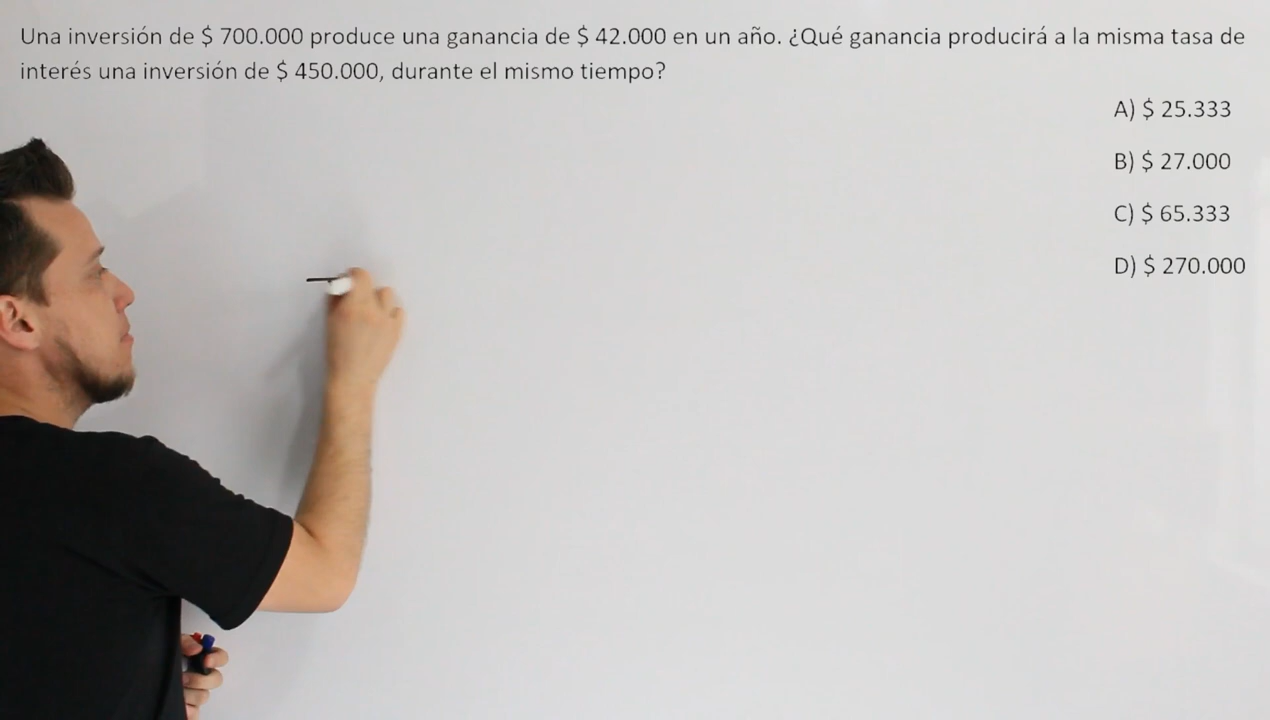 Una inversión de $ 700.000 produce una ganancia de $ 42.000 en un año. ¿Qué ganancia producirá a la misma tasa de
interés una inversión de $ 450.000, durante el mismo tiempo?
A) $ 25.333
B) $ 27.000
C) $ 65.333
D) $ 270.000